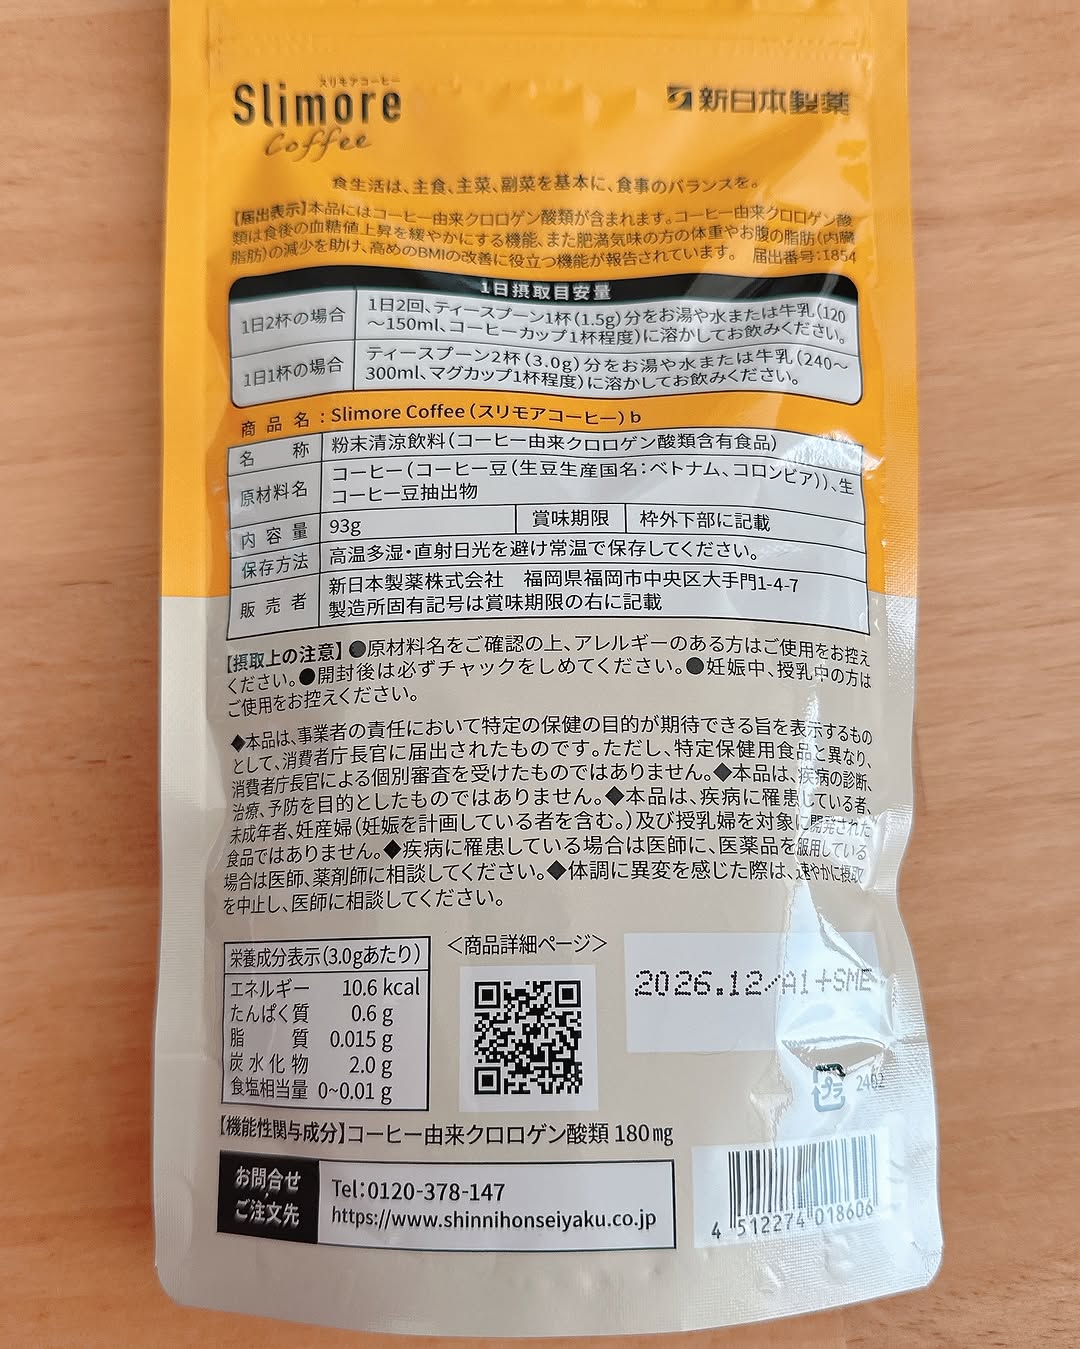 スリモアコーヒー
Slimore
Coffee
新日本製薬
食生活は、主食、主菜、副菜を基本に、食事のバランスを。
【届出表示】本品にはコーヒー由来クロロゲン酸類が含まれます。コーヒー由来クロロゲン酸
類は食後の血糖値上昇を緩やかにする機能、また肥満気味の方の体重やお腹の脂肪(内臓
脂肪)の減少を助け、高めのBMIの改善に役立つ機能が報告されています。 届出番号:I854
1日摂取目安量
1日2杯の場合
1日2回、ティースプーン1杯(1.5g)分をお湯や水または牛乳(120
～150ml、コーヒーカップ1杯程度)に溶かしてお飲みください。
1日1杯の場合
ティースプーン2杯(3.0g)分をお湯や水または牛乳(240～
300ml、マグカップ1杯程度)に溶かしてお飲みください。
商品名:Slimore Coffee(スリモアコーヒー)b
名称 粉末清涼飲料(コーヒー由来クロロゲン酸類含有食品)
原材料名
コーヒー(コーヒー豆(生豆生産国名:ベトナム、コロンビア))、生
コーヒー豆抽出物
内容量 93g 賞味期限 枠外下部に記載
保存方法 高温多湿・直射日光を避け常温で保存してください。
販売者
新日本製薬株式会社 福岡県福岡市中央区大手門1-4-7
製造所固有記号は賞味期限の右に記載
【摂取上の注意】●原材料名をご確認の上、アレルギーのある方はご使用をお控え
ください。●開封後は必ずチャックをしめてください。●妊娠中、授乳中の方は
ご使用をお控えください。
◆本品は、事業者の責任において特定の保健の目的が期待できる旨を表示するもの
として、消費者庁長官に届出されたものです。ただし、特定保健用食品と異なり、
消費者庁長官による個別審査を受けたものではありません。◆本品は、疾病の診断、
治療、予防を目的としたものではありません。◆本品は、疾病に罹患している者、
未成年者、妊産婦(妊娠を計画している者を含む。)及び授乳婦を対象に開発された
食品ではありません。◆疾病に罹患している場合は医師に、医薬品を服用している
場合は医師、薬剤師に相談してください。◆体調に異変を感じた際は、速やかに摂取
を中止し、医師に相談してください。
栄養成分表示(3.0gあたり)
エネルギー 10.6 kcal
たんぱく質 0.6 g
脂質 0.015 g
炭水化物 2.0 g
食塩相当量 0~0.01 g
＜商品詳細ページ＞
2026.12/A1+SME
プラ
2402
【機能性関与成分】コーヒー由来クロロゲン酸類 180mg
お問合せ
・
ご注文先
Tel:0120-378-147
https://www.shinnihonseiyaku.co.jp
4 512274 018606